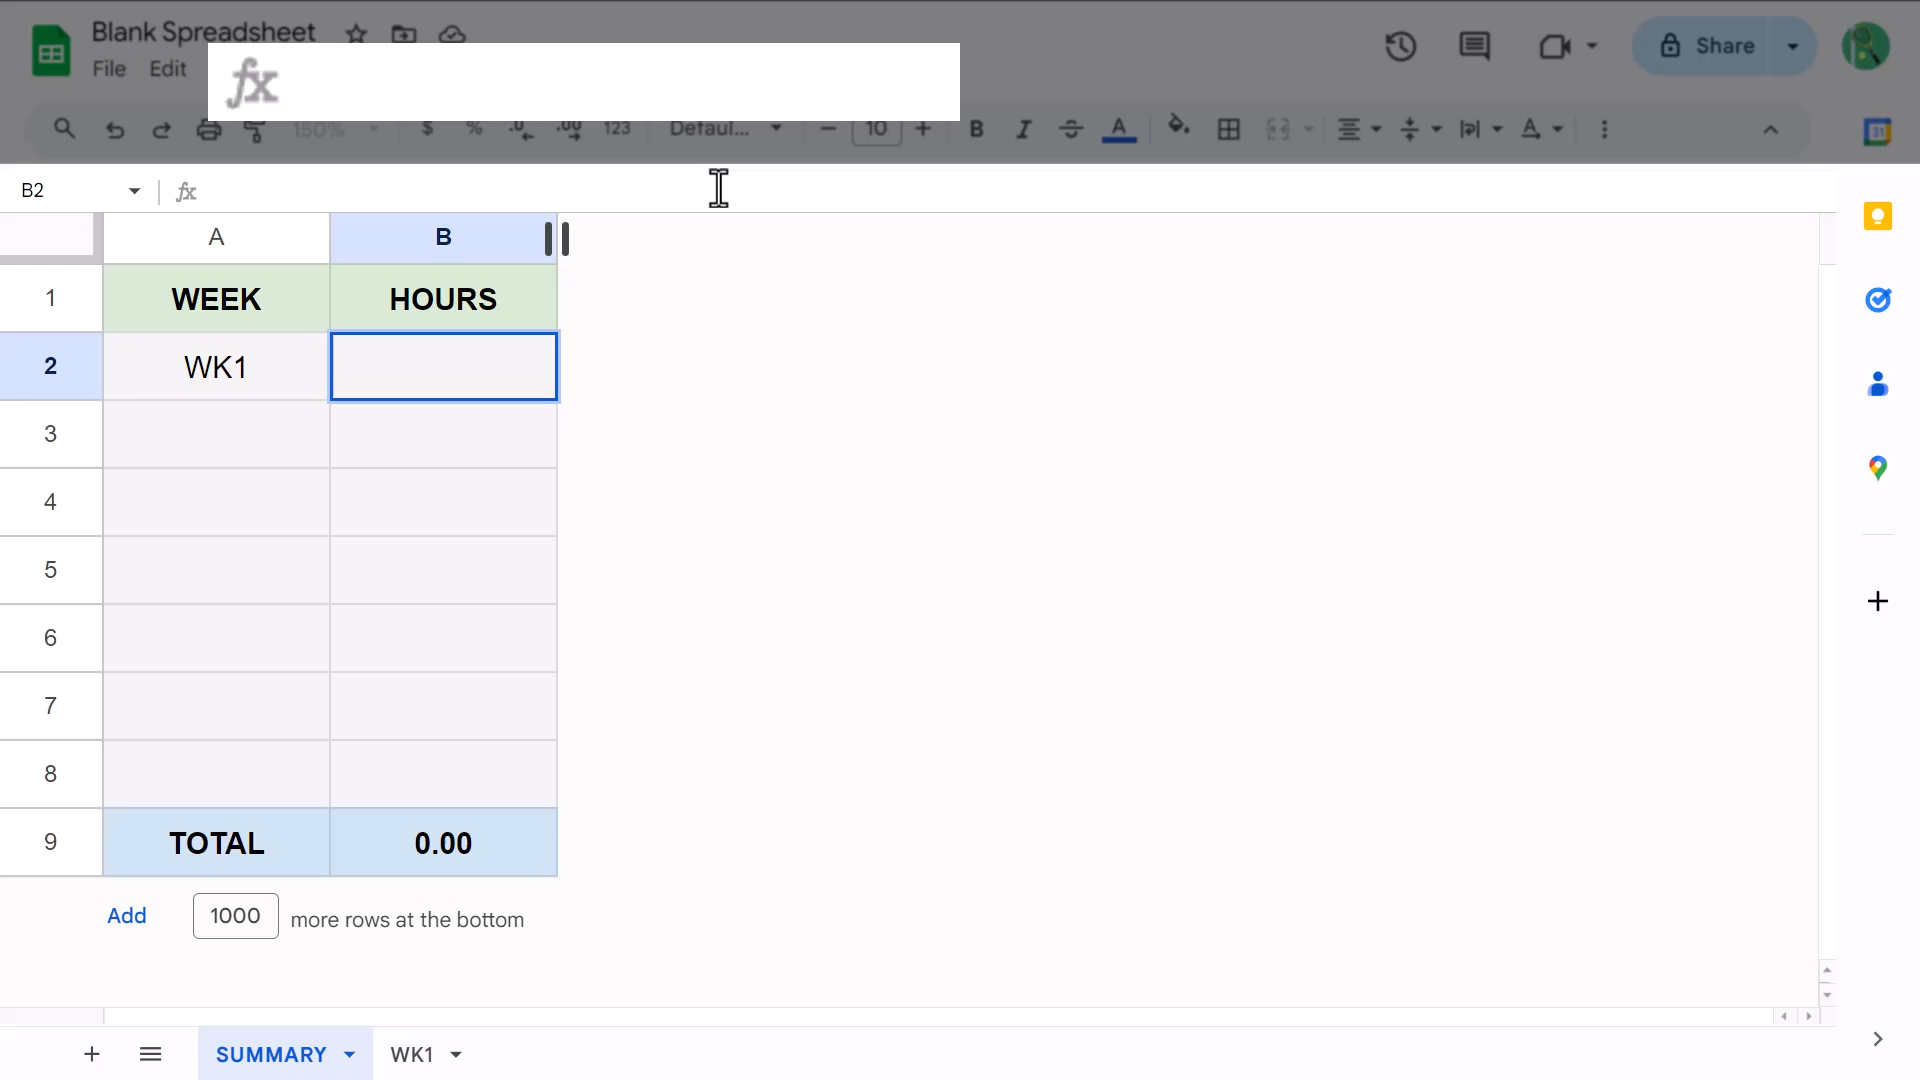 Blank Spreadsheet
File Edit
fx
150% $ % .0 .00 123 Defaul... 10 B I S A A
Share
31
B2 fx
A B
1 WEEK HOURS
2 WK1
3
4
5
6
7
8
9 TOTAL 0.00
Add 1000 more rows at the bottom
SUMMARY WK1